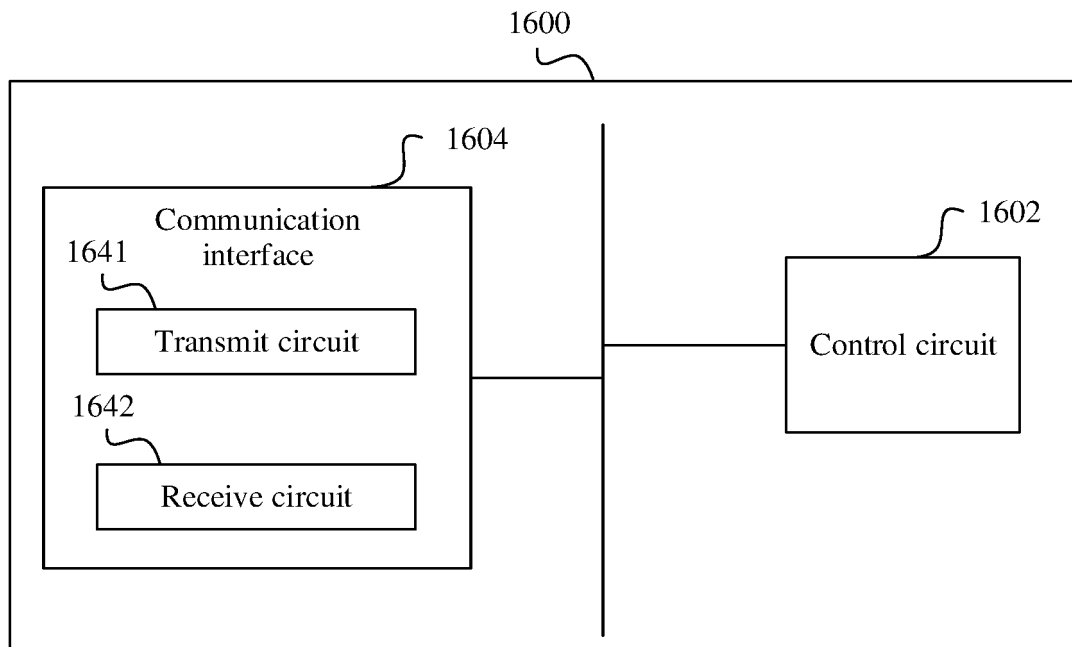 1600
1604
Communication
interface
1602
1641
Transmit circuit
Control circuit
1642
Receive circuit